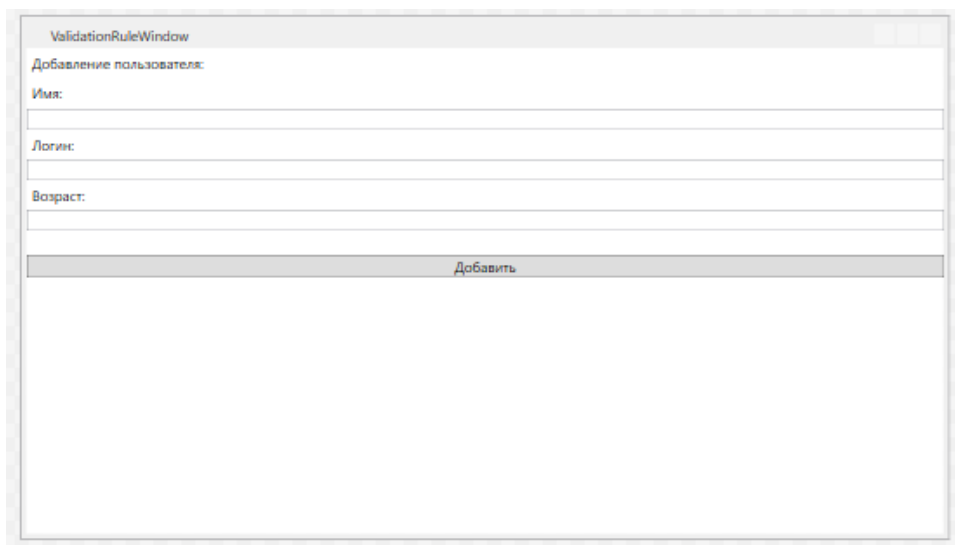 ValidationRuleWindow
Добавление пользователя:
Имя:
Логин:
Возраст:
Добавить